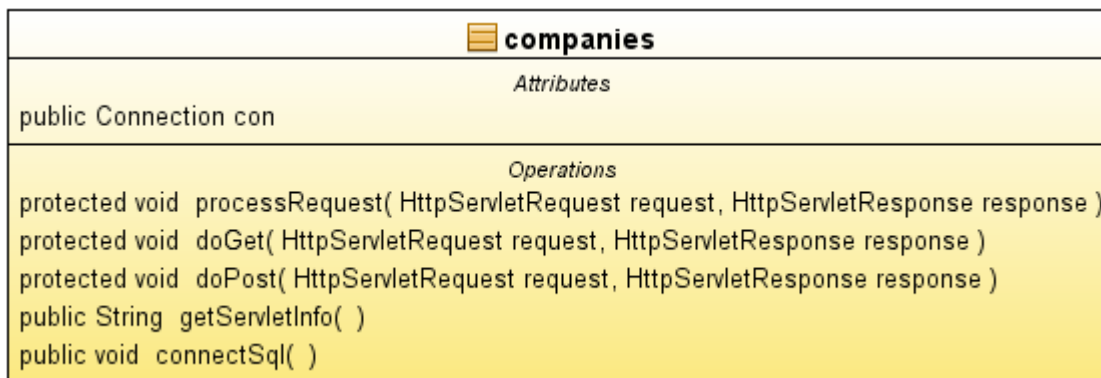 companies
Attributes
public Connection con
Operations
protected void processRequest( HttpServletRequest request, HttpServletResponse response )
protected void doGet( HttpServletRequest request, HttpServletResponse response )
protected void doPost( HttpServletRequest request, HttpServletResponse response )
public String getServletInfo( )
public void connectSql( )